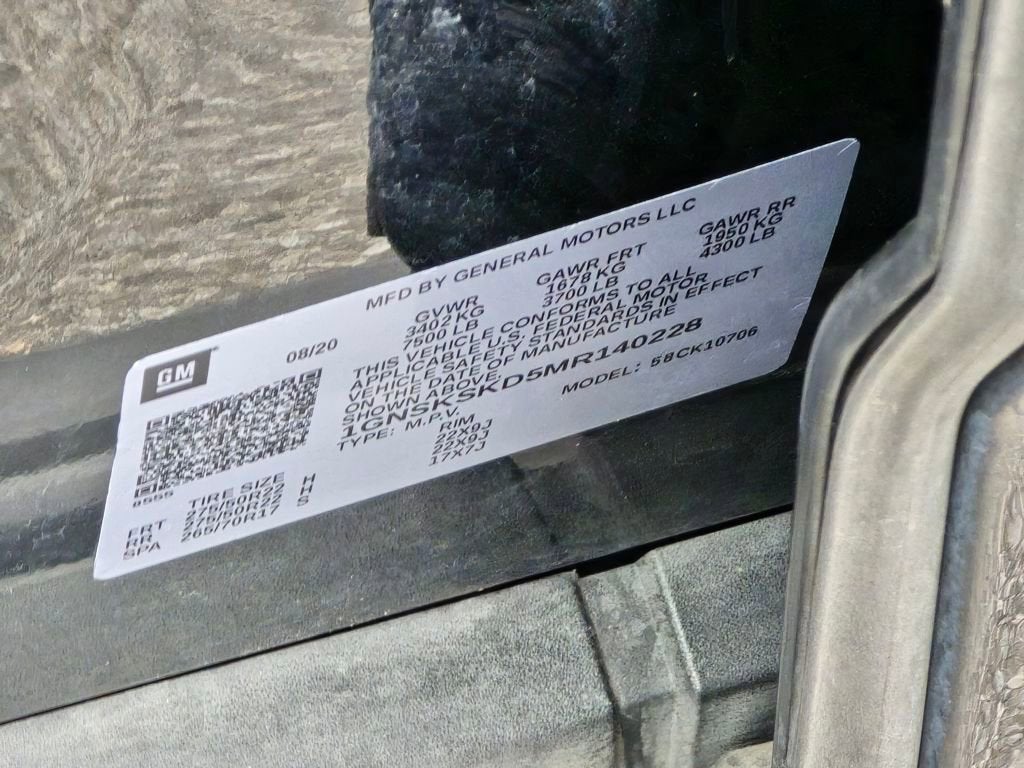 MFD BY GENERAL MOTORS LLC
GM
08/20
GVWR GAWR FRT GAWR RR
3402 KG 1678 KG 1950 KG
7500 LB 3700 LB 4300 LB
THIS VEHICLE CONFORMS TO ALL
APPLICABLE U.S. FEDERAL MOTOR
VEHICLE SAFETY STANDARDS IN EFFECT
ON THE DATE OF MANUFACTURE
SHOWN ABOVE.
1GNSKSKD5MR140228
TYPE: M.P.V. MODEL: 58CK10706
9555
TIRE SIZE RIM
FRT 275/50R22 H 22X9J
RR 275/50R22 H 22X9J
SPA 265/70R17 S 17X7J